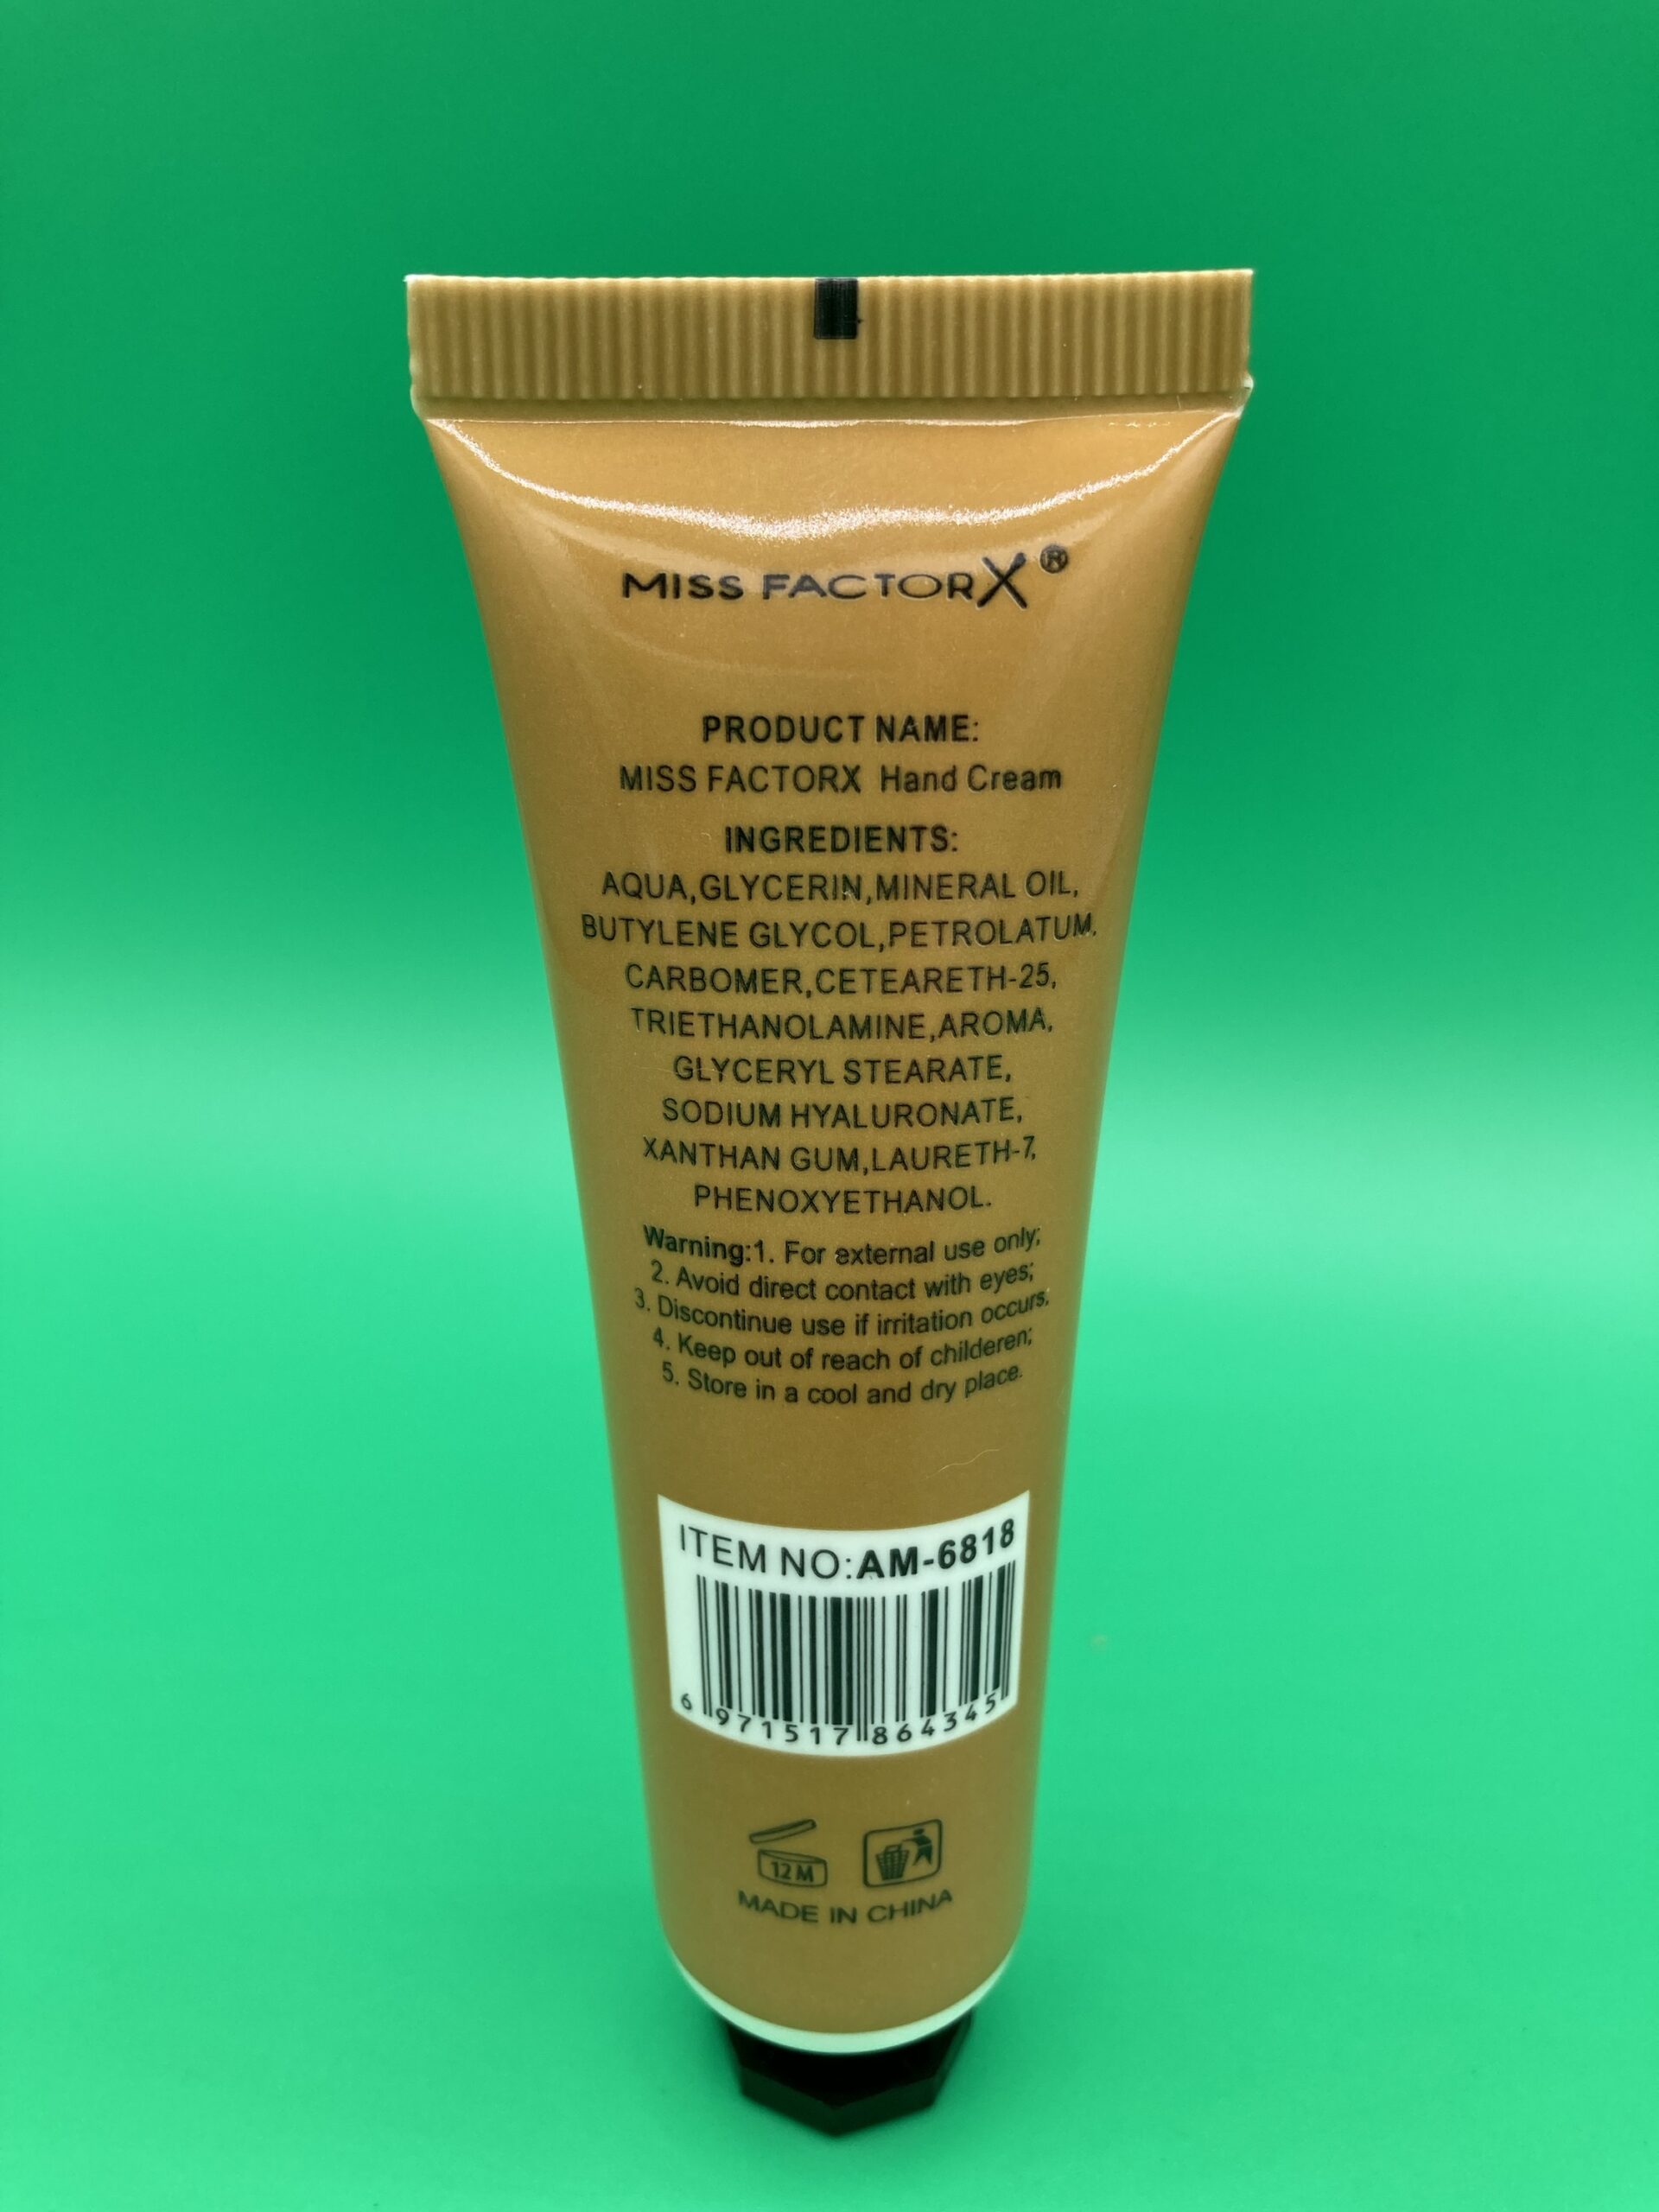 MISS FACTORX®
PRODUCT NAME:
MISS FACTORX Hand Cream
INGREDIENTS:
AQUA,GLYCERIN,MINERAL OIL,
BUTYLENE GLYCOL,PETROLATUM,
CARBOMER,CETEARETH-25,
TRIETHANOLAMINE,AROMA,
GLYCERYL STEARATE,
SODIUM HYALURONATE,
XANTHAN GUM,LAURETH-7,
PHENOXYETHANOL.
Warning:1. For external use only;
2. Avoid direct contact with eyes;
3. Discontinue use if irritation occurs;
4. Keep out of reach of childeren;
5. Store in a cool and dry place.
ITEM NO:AM-6818
6 971517 864345
12M
MADE IN CHINA